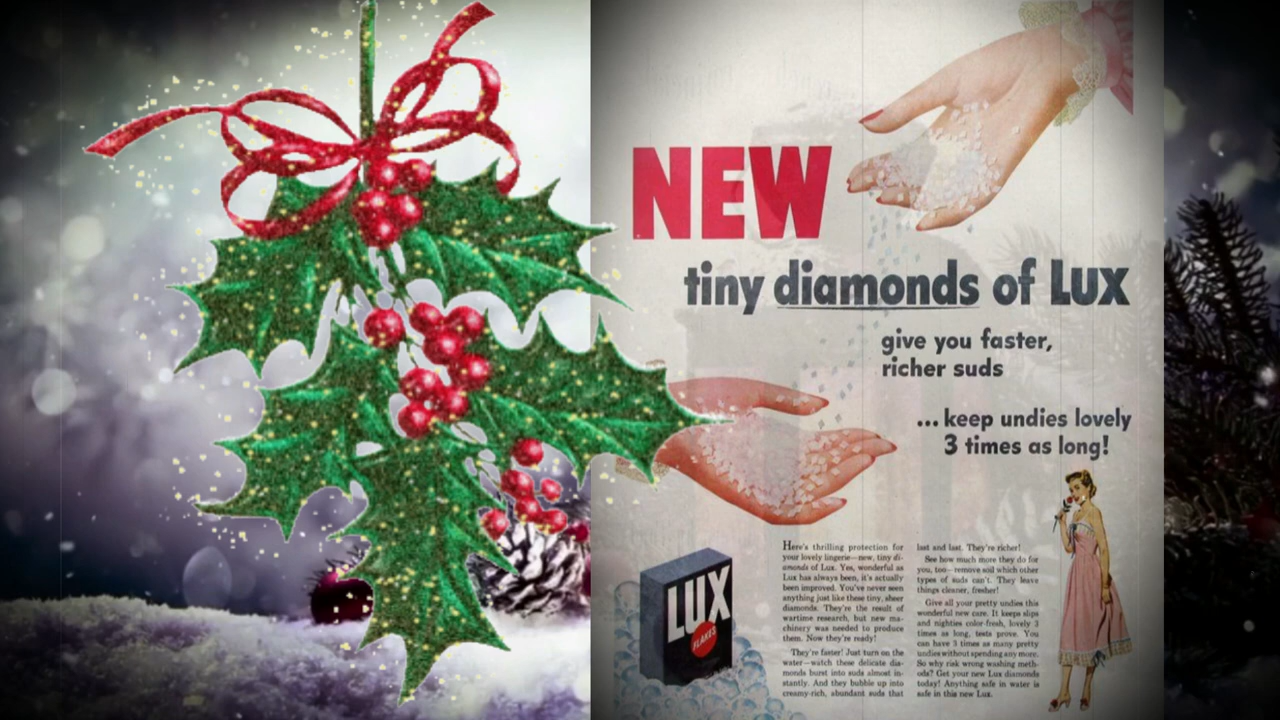 NEW
tiny diamonds of LUX
give you faster,
richer suds
...keep undies lovely
3 times as long!
LUX
FLAKES
Here's thrilling protection for
your lovely lingerie—new, tiny di-
amonds of Lux. Yes, wonderful as
Lux has always been, it's actually
been improved. You've never seen
anything just like these tiny, sheer
diamonds. They're the result of
wartime research, but new ma-
chinery was needed to produce
them. Now they're ready!
They're faster! Just turn on the
water—watch these delicate dia-
monds burst into suds almost in-
stantly. And they bubble up into
creamy-rich, abundant suds that
last and last. They're richer!
See how much more they do for
you, too—remove soil which other
types of suds can't. They leave
things cleaner, fresher!
Give all your pretty undies this
wonderful new care. It keeps slips
and nighties color-fresh, lovely 3
times as long, tests prove. You
can have 3 times as many pretty
undies without spending any more.
So why risk wrong washing meth-
ods? Get your new Lux diamonds
today! Anything safe in water is
safe in this new Lux.